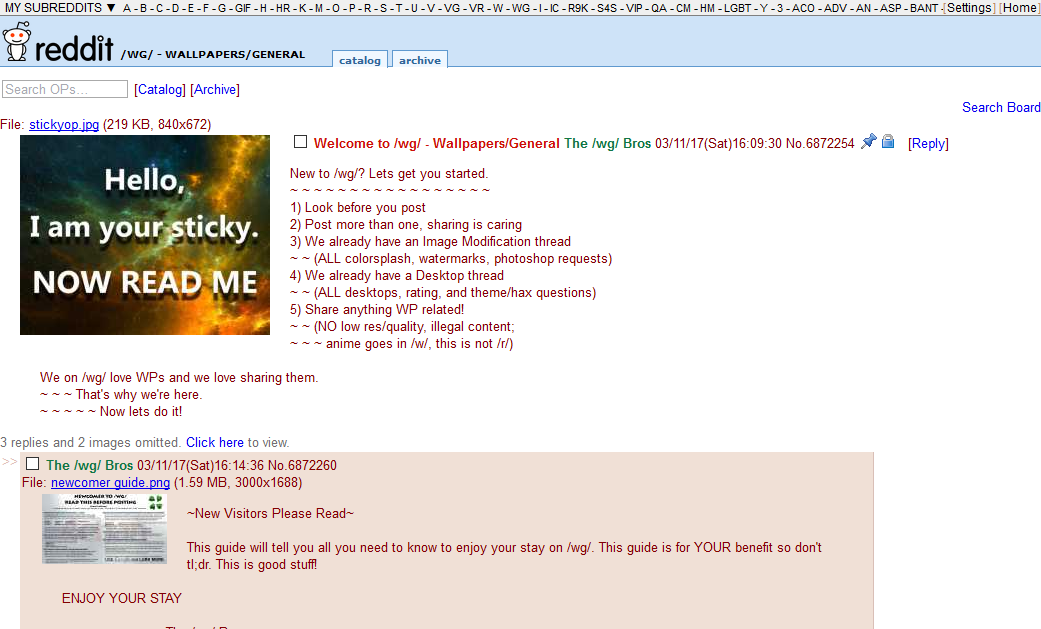 MY SUBREDDITS ▼ A - B - C - D - E - F - G - GIF - H - HR - K - M - O - P - R - S - T - U - V - VG - VR - W - WG - I - IC - R9K - S4S - VIP - QA - CM - HM - LGBT - Y - 3 - ACO - ADV - AN - ASP - BANT - [Settings] [Home]
reddit /WG/ - WALLPAPERS/GENERAL catalog archive
Search OPs... [Catalog] [Archive]
Search Board
File: stickyop.jpg (219 KB, 840x672)
Hello,
I am your sticky.
NOW READ ME
Welcome to /wg/ - Wallpapers/General The /wg/ Bros 03/11/17(Sat)16:09:30 No.6872254 [Reply]
New to /wg/? Lets get you started.
~ ~ ~ ~ ~ ~ ~ ~ ~ ~ ~ ~ ~ ~ ~ ~ ~
1) Look before you post
2) Post more than one, sharing is caring
3) We already have an Image Modification thread
~ ~ (ALL colorsplash, watermarks, photoshop requests)
4) We already have a Desktop thread
~ ~ (ALL desktops, rating, and theme/hax questions)
5) Share anything WP related!
~ ~ (NO low res/quality, illegal content;
~ ~ ~ anime goes in /w/, this is not /r/)
We on /wg/ love WPs and we love sharing them.
~ ~ ~ That's why we're here.
~ ~ ~ ~ ~ Now lets do it!
3 replies and 2 images omitted. Click here to view.
>> The /wg/ Bros 03/11/17(Sat)16:14:36 No.6872260
File: newcomer guide.png (1.59 MB, 3000x1688)
NEWCOMER TO /WG/
READ THIS BEFORE POSTING
~New Visitors Please Read~
This guide will tell you all you need to know to enjoy your stay on /wg/. This guide is for YOUR benefit so don't
tl;dr. This is good stuff!
ENJOY YOUR STAY